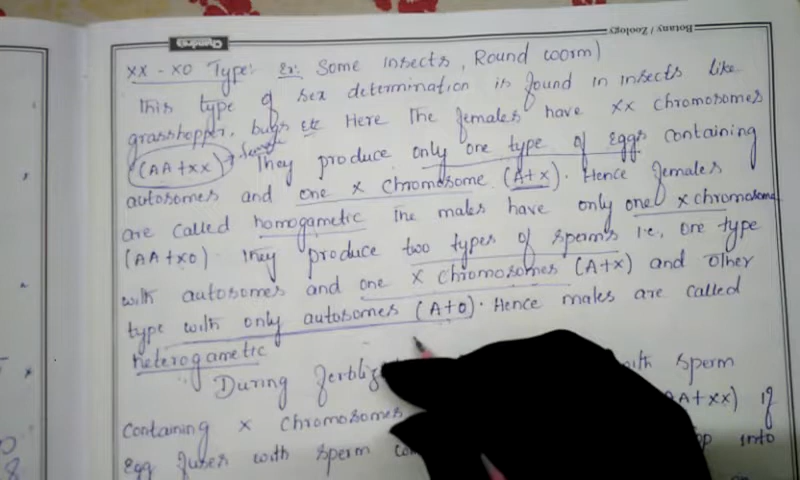 Botany / Zoology
XX - XO Type: Ex: Some insects, Round worm)
This type of sex determination is found in insects like
grasshopper, bugs etc Here The females have XX chromosomes
(AA+XX) They produce only one type of eggs containing
autosomes and one x chromosome (A+X). Hence females
are called homogametic The males have only one x chromosome
(AA+XO) They produce two types of sperms i.e, one type
with autosomes and one X chromosomes (A+X) and other
type with only autosomes (A+O). Hence males are called
heterogametic
During with sperm
containing X chromosomes AA+XX) if
Egg fuses with sperm into